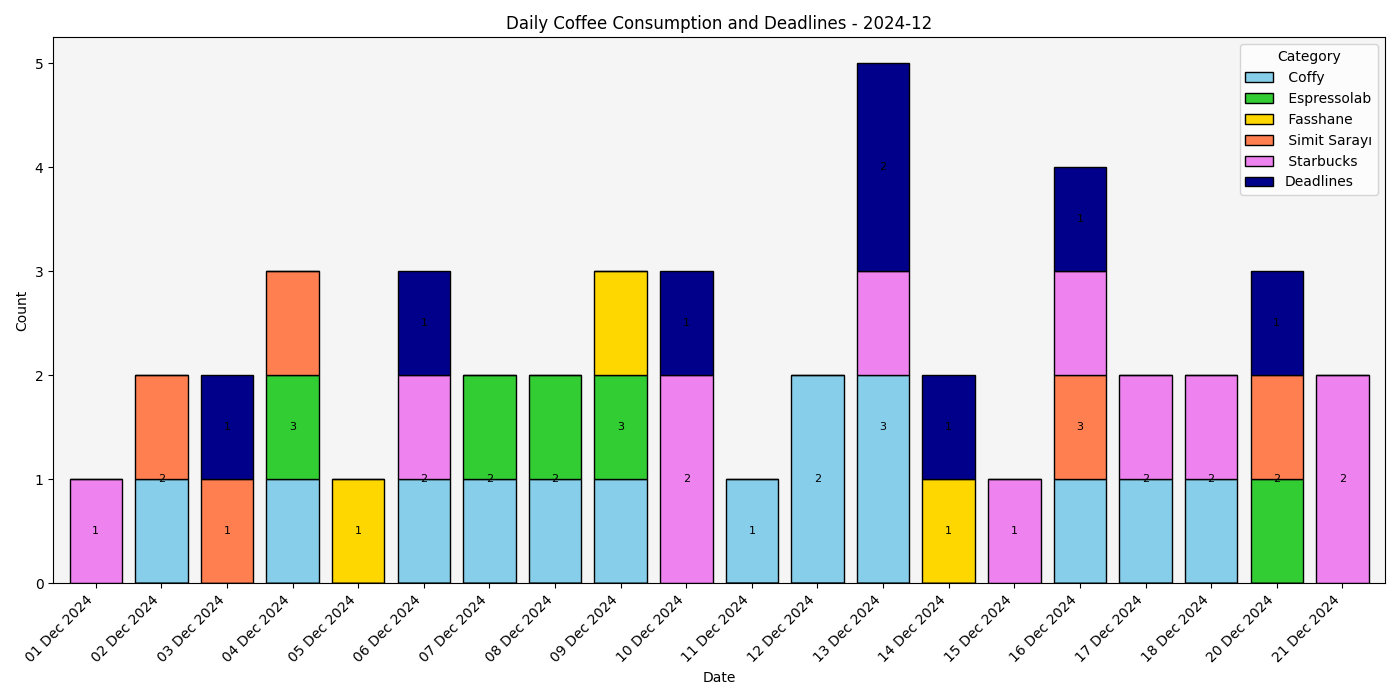 Daily Coffee Consumption and Deadlines - 2024-12
Category
Coffy
Espressolab
Fasshane
Simit Sarayı
Starbucks
Deadlines
Count
5
4
3
2
1
0
1
2
1
1
3
1
1
2
2
2
3
1
2
1
2
2
3
1
1
1
1
3
2
2
1
2
2
01 Dec 2024
02 Dec 2024
03 Dec 2024
04 Dec 2024
05 Dec 2024
06 Dec 2024
07 Dec 2024
08 Dec 2024
09 Dec 2024
10 Dec 2024
11 Dec 2024
12 Dec 2024
13 Dec 2024
14 Dec 2024
15 Dec 2024
16 Dec 2024
17 Dec 2024
18 Dec 2024
20 Dec 2024
21 Dec 2024
Date